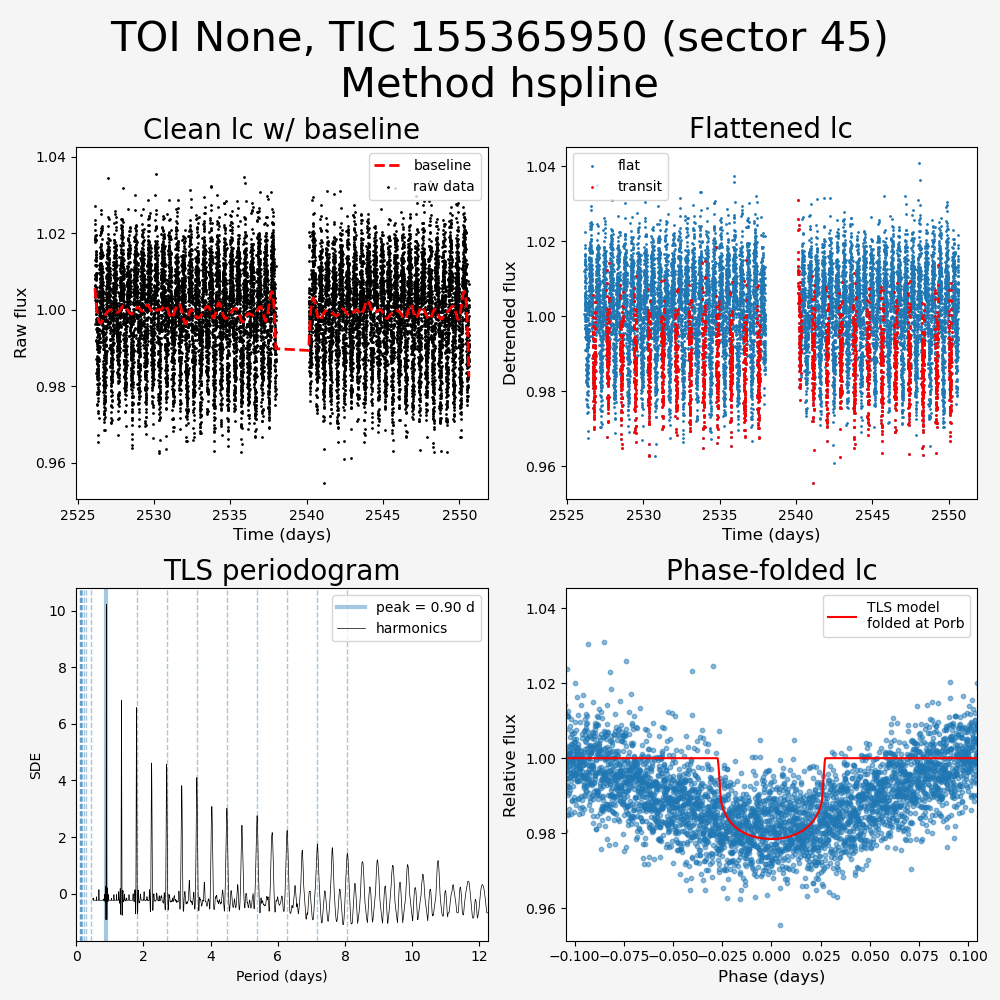 TOI None, TIC 155365950 (sector 45)
Method hspline
Clean lc w/ baseline
Flattened lc
1.04
1.02
1.00
0.98
0.96
Raw flux
baseline
raw data
2525
2530
2535
2540
2545
2550
Time (days)
1.04
1.02
1.00
0.98
0.96
Detrended flux
flat
transit
2525
2530
2535
2540
2545
2550
Time (days)
TLS periodogram
Phase-folded lc
10
8
6
4
2
0
SDE
peak = 0.90 d
harmonics
0
2
4
6
8
10
12
Period (days)
1.04
1.02
1.00
0.98
0.96
Relative flux
TLS model
folded at Porb
−0.100
−0.075
−0.050
−0.025
0.000
0.025
0.050
0.075
0.100
Phase (days)